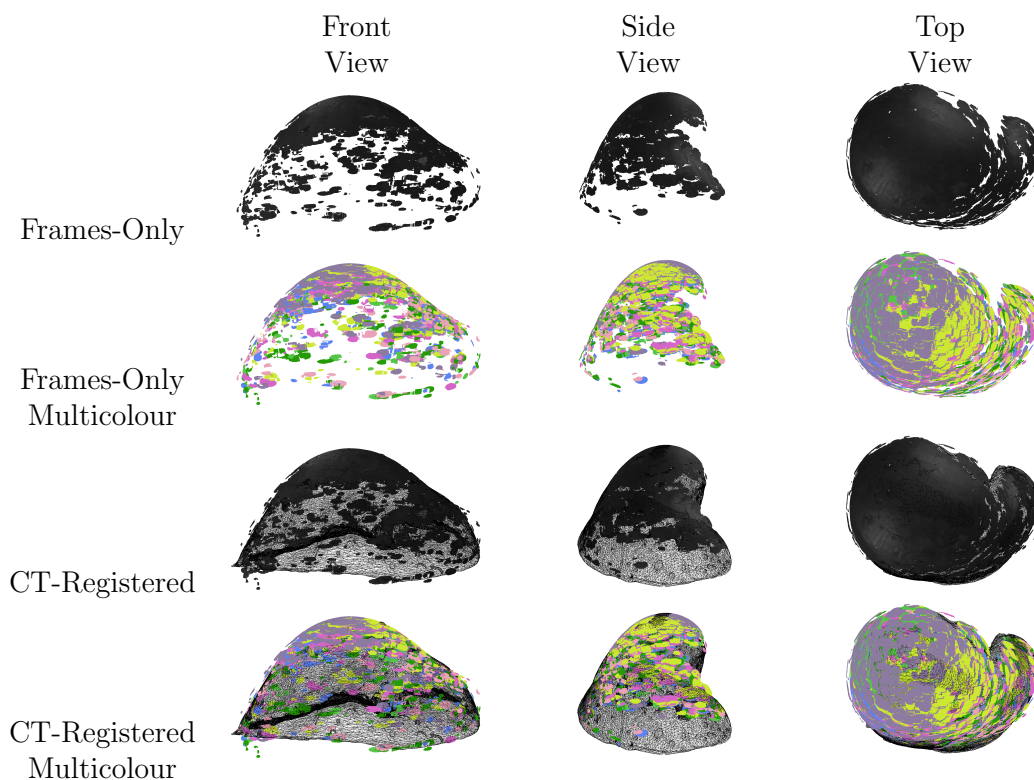 Front
View
Side
View
Top
View
Frames-Only
Frames-Only
Multicolour
CT-Registered
CT-Registered
Multicolour